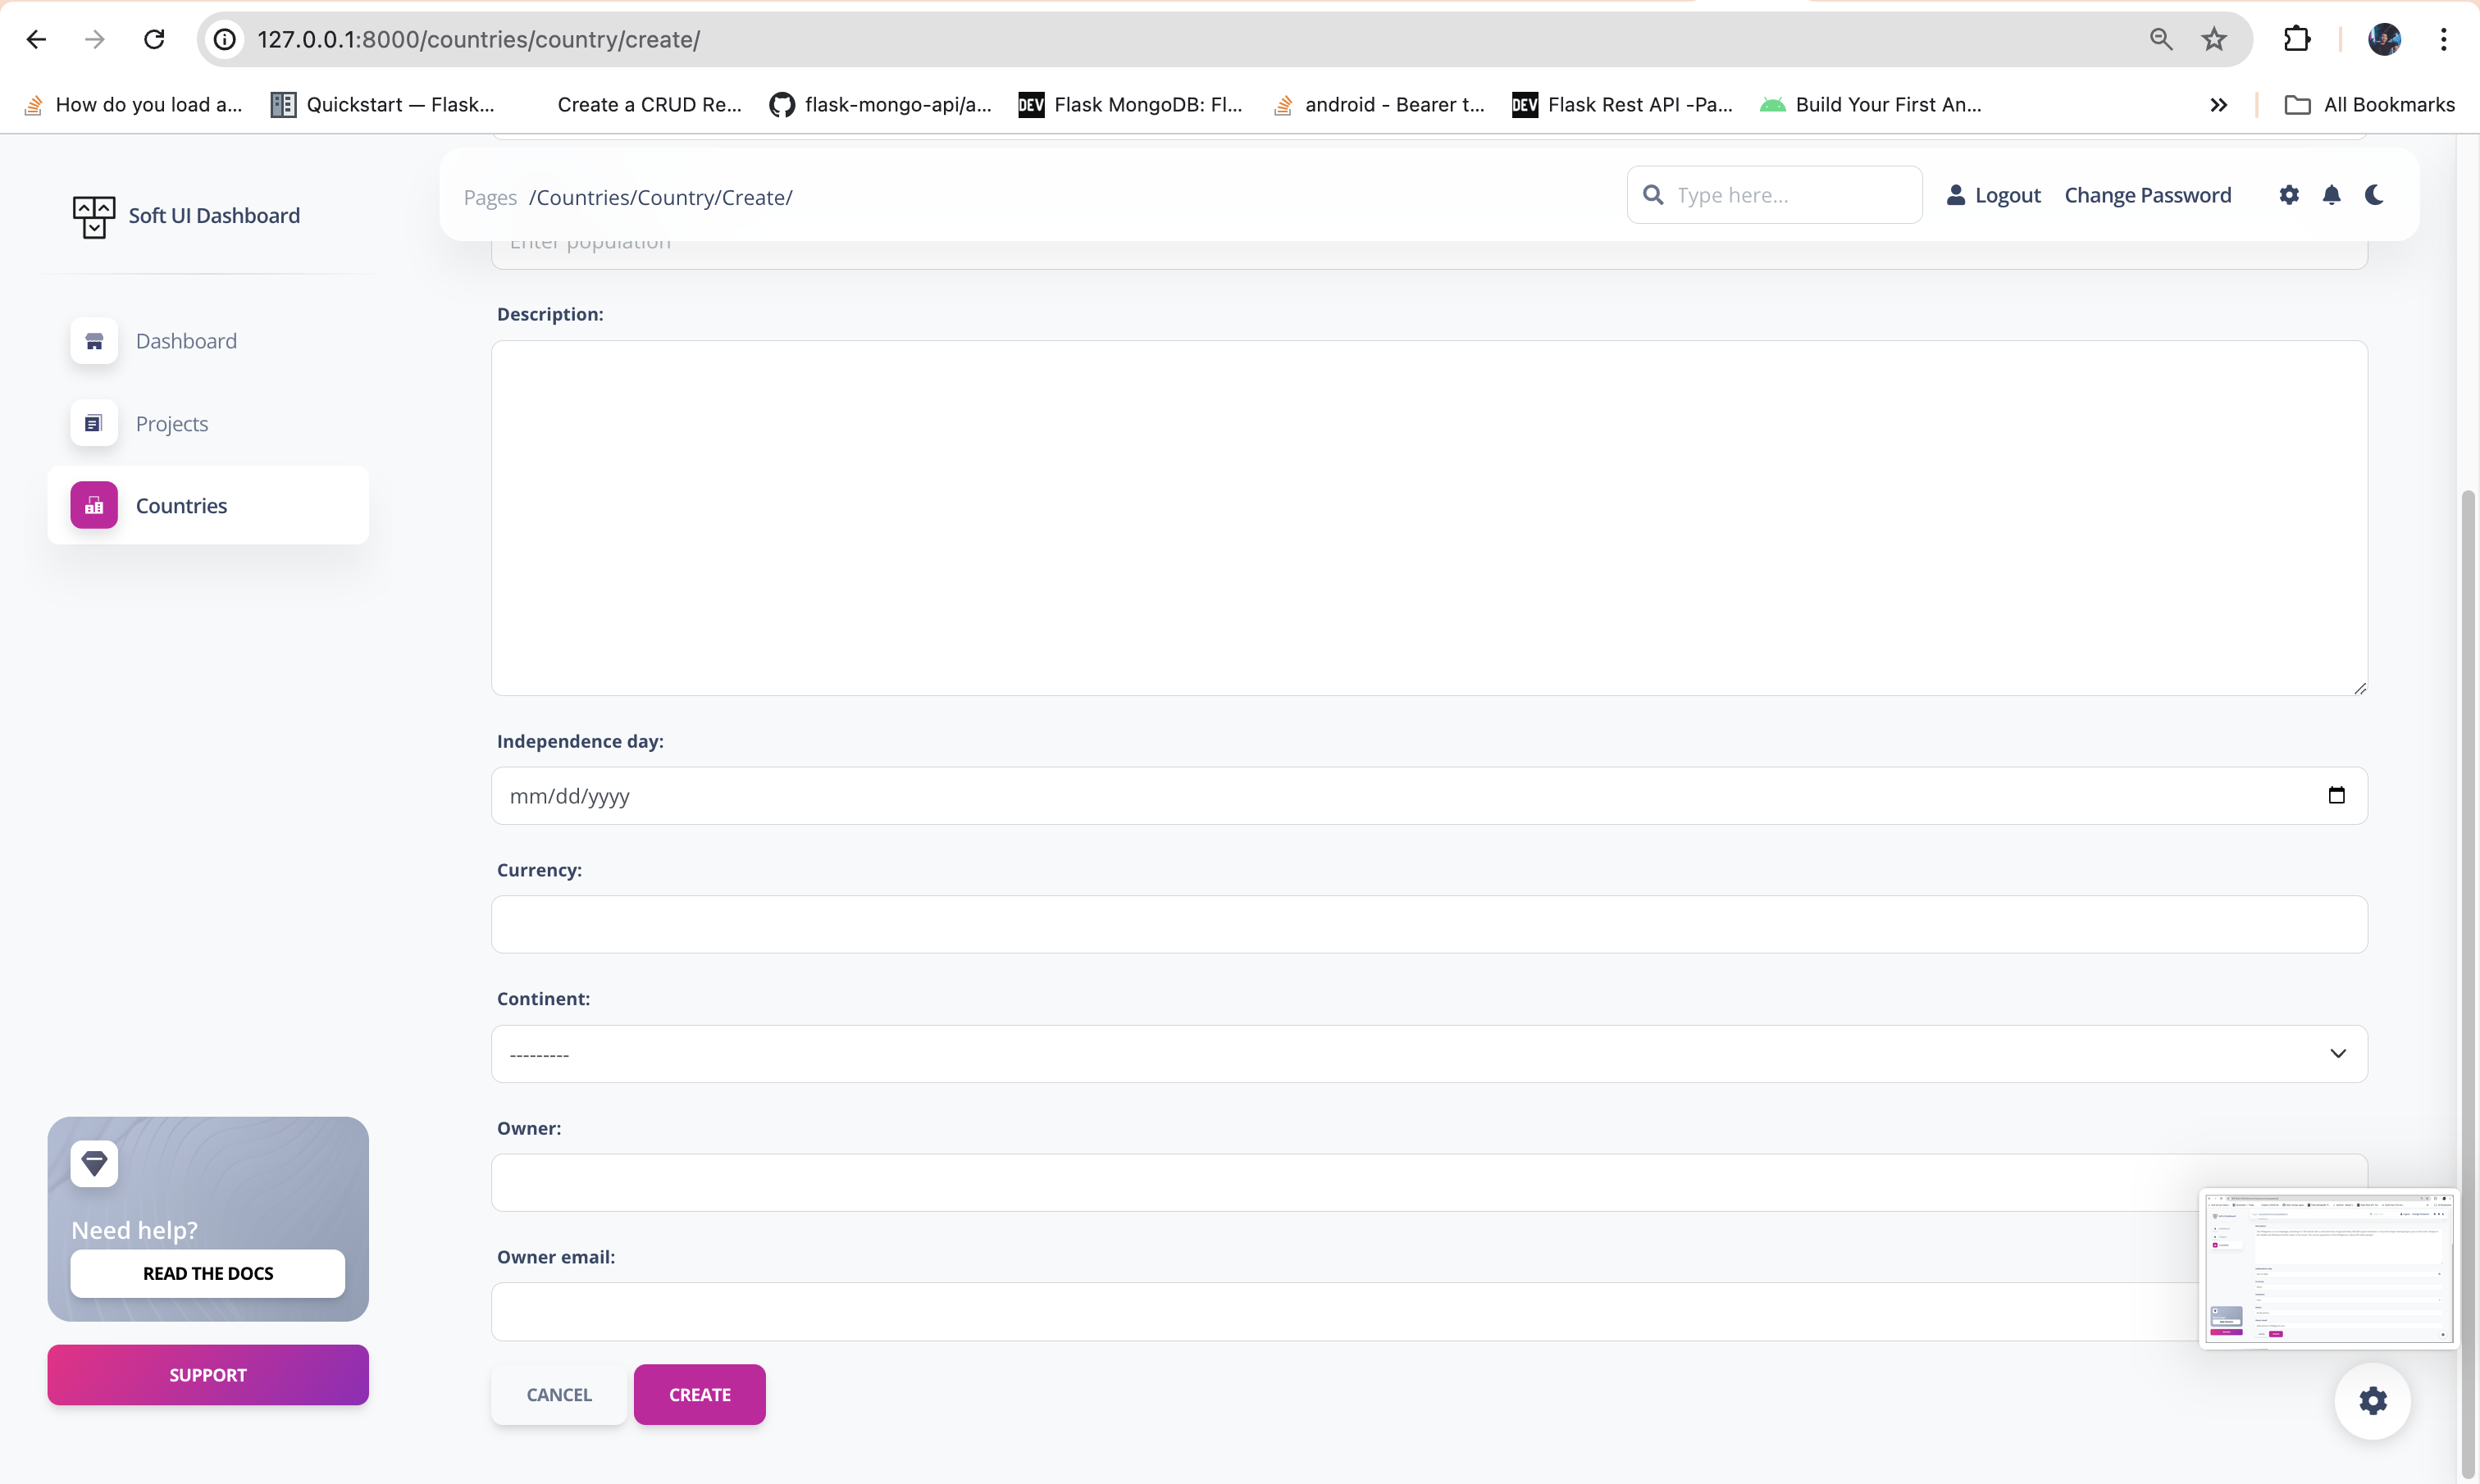 127.0.0.1:8000/countries/country/create/
How do you load a...
Quickstart — Flask...
Create a CRUD Re...
flask-mongo-api/a...
DEV Flask MongoDB: Fl...
android - Bearer t...
DEV Flask Rest API -Pa...
Build Your First An...
All Bookmarks
Soft UI Dashboard
Pages /Countries/Country/Create/
Type here...
Logout
Change Password
Enter population
Dashboard
Projects
Countries
Description:
Independence day:
mm/dd/yyyy
Currency:
Continent:
---------
Owner:
Owner email:
CANCEL
CREATE
Need help?
READ THE DOCS
SUPPORT